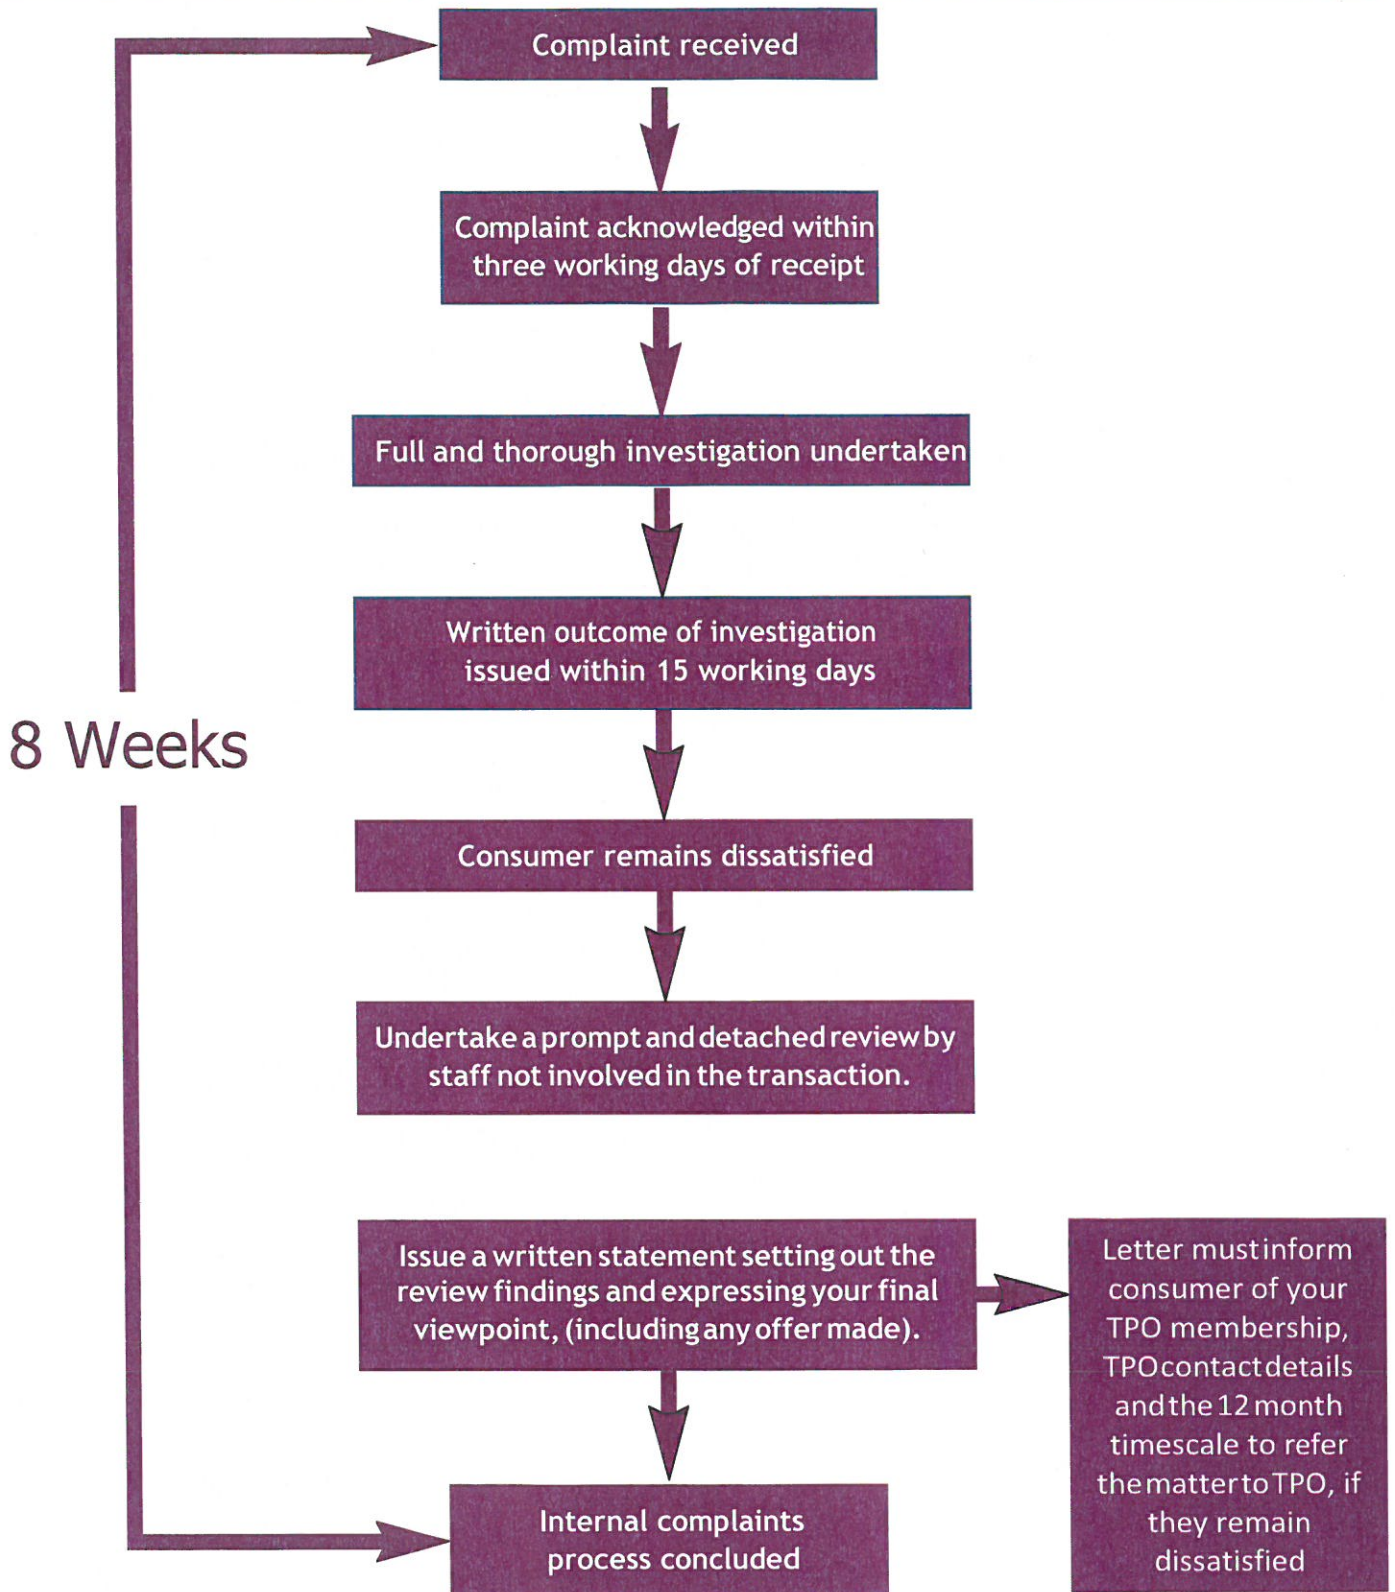 Complaint received
Complaint acknowledged within
three working days of receipt
Full and thorough investigation undertaken
Written outcome of investigation
issued within 15 working days
8 Weeks
Consumer remains dissatisfied
Undertake a prompt and detached review by
staff not involved in the transaction.
Issue a written statement setting out the
review findings and expressing your final
viewpoint, (including any offer made).
Letter must inform
consumer of your
TPO membership,
TPO contact details
and the 12 month
timescale to refer
the matter to TPO, if
they remain
dissatisfied
Internal complaints
process concluded